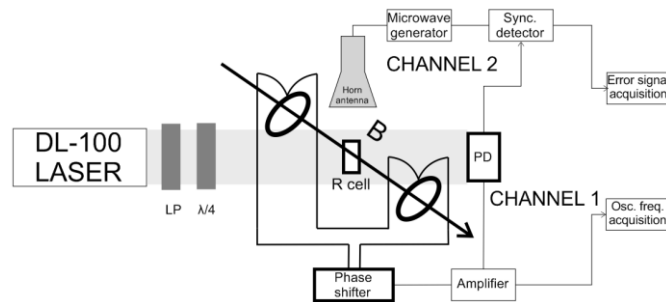 Microwave
generator
Sync.
detector
CHANNEL 2
Horn
antenna
Error signal
acquisition
B
DL-100
LASER
PD
R cell
LP
λ/4
CHANNEL 1
Osc. freq.
acquisition
Phase
shifter
Amplifier